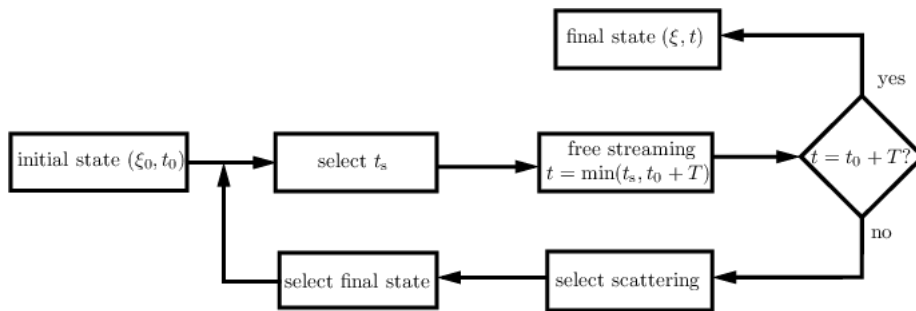 final state (ξ, t)
yes
initial state (ξ₀, t₀)
select tₛ
free streaming
t = min(tₛ, t₀ + T)
t = t₀ + T?
no
select final state
select scattering